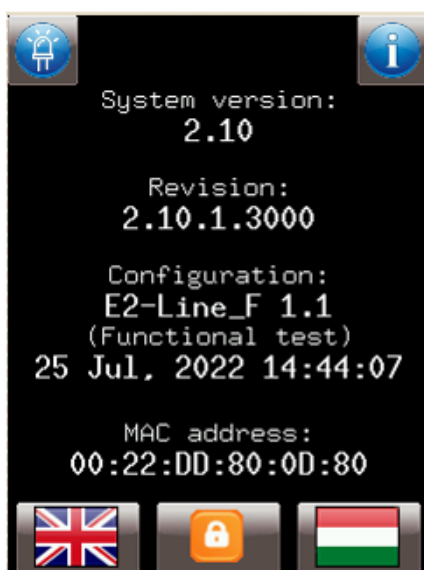 System version:
2.10
Revision:
2.10.1.3000
Configuration:
E2-Line_F 1.1
(Functional test)
25 Jul, 2022 14:44:07
MAC address:
00:22:DD:80:0D:80